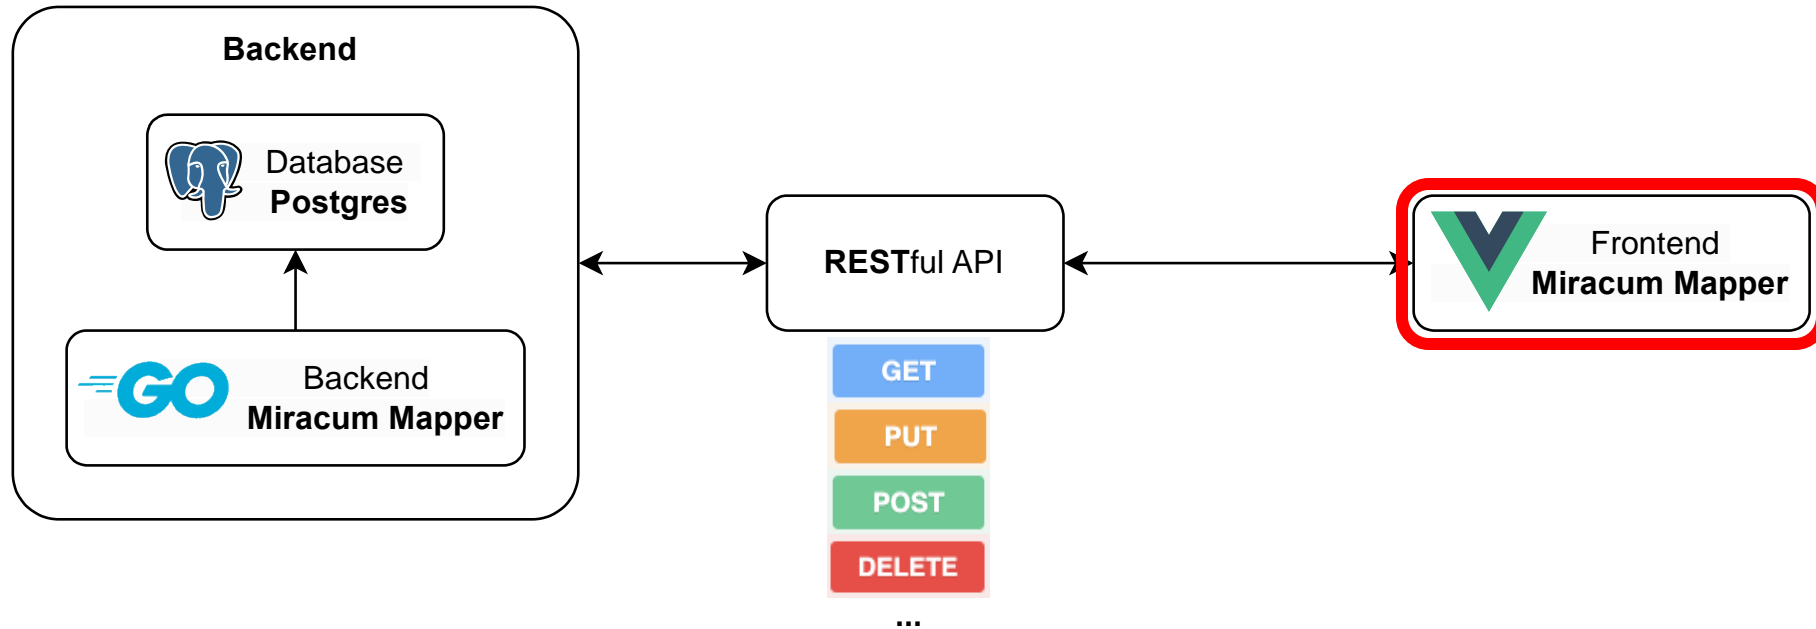 Backend
Database
Postgres
GO
Backend
Miracum Mapper
RESTful API
GET
PUT
POST
DELETE
...
Frontend
Miracum Mapper